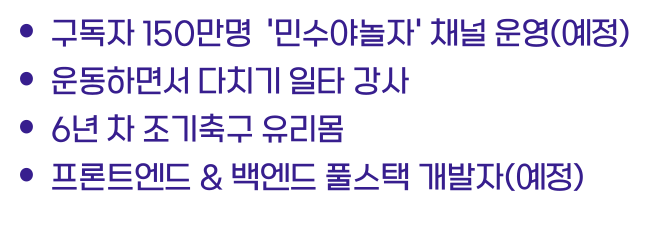 • 구독자 150만명 '민수야놀자' 채널 운영(예정)
• 운동하면서 다치기 일타 강사
• 6년 차 조기축구 유리몸
• 프론트엔드 & 백엔드 풀스택 개발자(예정)